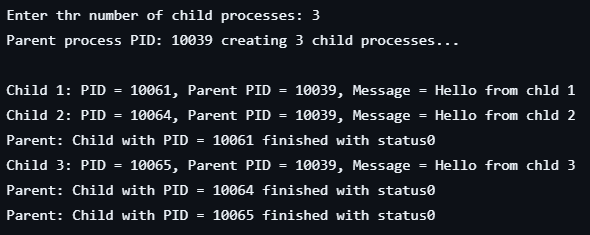 Enter thr number of child processes: 3
Parent process PID: 10039 creating 3 child processes...
Child 1: PID = 10061, Parent PID = 10039, Message = Hello from chld 1
Child 2: PID = 10064, Parent PID = 10039, Message = Hello from chld 2
Parent: Child with PID = 10061 finished with status0
Child 3: PID = 10065, Parent PID = 10039, Message = Hello from chld 3
Parent: Child with PID = 10064 finished with status0
Parent: Child with PID = 10065 finished with status0